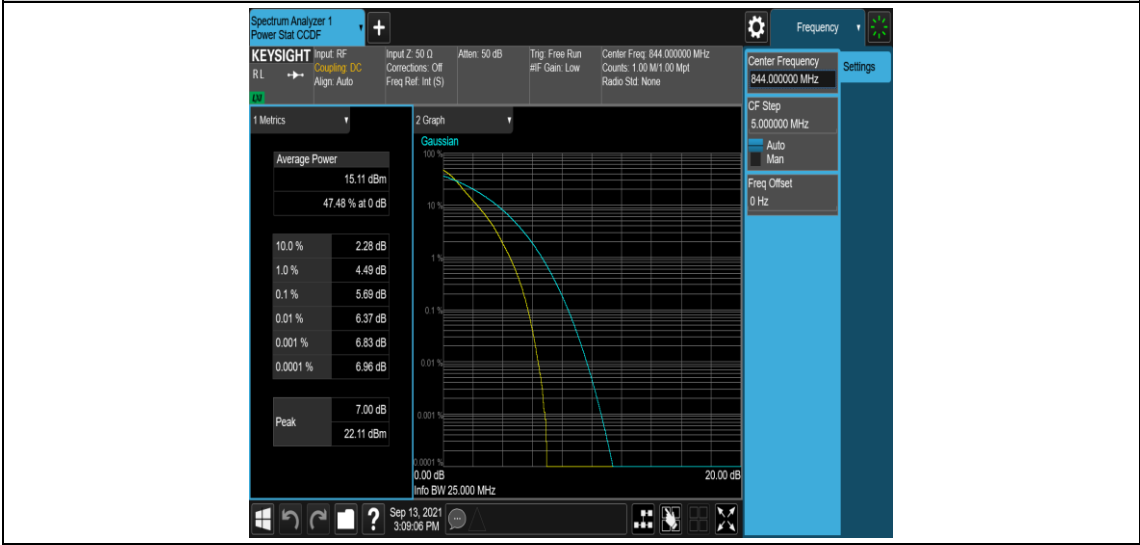 Spectrum Analyzer 1
Power Stat CCDF
+
Frequency
KEYSIGHT
RL
LM
Input: RF
Coupling: DC
Align: Auto
Input Z: 50 Ω
Corrections: Off
Freq Ref: Int (S)
Atten: 50 dB
Trig: Free Run
#IF Gain: Low
Center Freq: 844.000000 MHz
Counts: 1.00 M/1.00 Mpt
Radio Std: None
Center Frequency
844.000000 MHz
Settings
CF Step
5.000000 MHz
Auto
Man
Freq Offset
0 Hz
1 Metrics
Average Power
15.11 dBm
47.48 % at 0 dB
10.0 % 2.28 dB
1.0 % 4.49 dB
0.1 % 5.69 dB
0.01 % 6.37 dB
0.001 % 6.83 dB
0.0001 % 6.96 dB
Peak 7.00 dB
22.11 dBm
2 Graph
Gaussian
100 %
10 %
1 %
0.1 %
0.01 %
0.001 %
0.0001 %
0.00 dB 20.00 dB
Info BW 25.000 MHz
?
Sep 13, 2021
3:09:06 PM